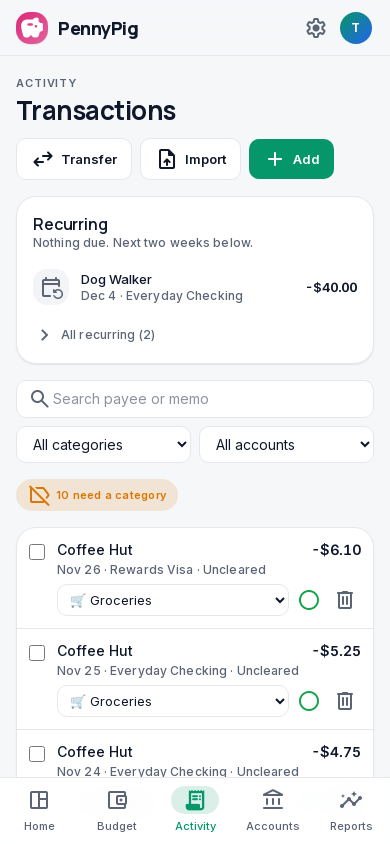 PennyPig
T
ACTIVITY
Transactions
Transfer
Import
Add
Recurring
Nothing due. Next two weeks below.
Dog Walker
-$40.00
Dec 4 · Everyday Checking
All recurring (2)
Search payee or memo
All categories
All accounts
10 need a category
Coffee Hut
-$6.10
Nov 26 · Rewards Visa · Uncleared
🛒 Groceries
Coffee Hut
-$5.25
Nov 25 · Everyday Checking · Uncleared
🛒 Groceries
Coffee Hut
-$4.75
Nov 24 · Everyday Checking · Uncleared
Home
Budget
Activity
Accounts
Reports